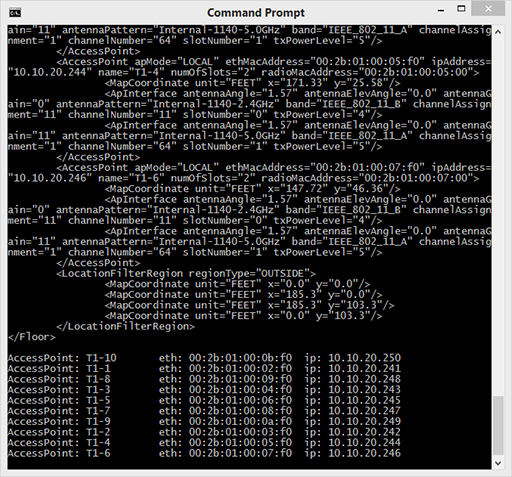 Command Prompt
ain="11" antennaPattern="Internal-1140-5.0GHz" band="IEEE_802_11_A" channelAssig
nment="1" channelNumber="64" slotNumber="1" txPowerLevel="5"/>
</AccessPoint>
<AccessPoint apMode="LOCAL" ethMacAddress="00:2b:01:00:05:f0" ipAddress=
"10.10.20.244" name="T1-4" numOfSlots="2" radioMacAddress="00:2b:01:00:05:00">
<MapCoordinate unit="FEET" x="171.33" y="25.58"/>
<ApInterface antennaAngle="1.57" antennaElevAngle="0.0" antennaG
ain="0" antennaPattern="Internal-1140-2.4GHz" band="IEEE_802_11_B" channelAssign
ment="11" channelNumber="11" slotNumber="0" txPowerLevel="4"/>
<ApInterface antennaAngle="1.57" antennaElevAngle="0.0" antennaG
ain="11" antennaPattern="Internal-1140-5.0GHz" band="IEEE_802_11_A" channelAssig
nment="1" channelNumber="64" slotNumber="1" txPowerLevel="5"/>
</AccessPoint>
<AccessPoint apMode="LOCAL" ethMacAddress="00:2b:01:00:07:f0" ipAddress=
"10.10.20.246" name="T1-6" numOfSlots="2" radioMacAddress="00:2b:01:00:07:00">
<MapCoordinate unit="FEET" x="147.72" y="46.36"/>
<ApInterface antennaAngle="1.57" antennaElevAngle="0.0" antennaG
ain="0" antennaPattern="Internal-1140-2.4GHz" band="IEEE_802_11_B" channelAssign
ment="11" channelNumber="11" slotNumber="0" txPowerLevel="4"/>
<ApInterface antennaAngle="1.57" antennaElevAngle="0.0" antennaG
ain="11" antennaPattern="Internal-1140-5.0GHz" band="IEEE_802_11_A" channelAssig
nment="1" channelNumber="64" slotNumber="1" txPowerLevel="5"/>
</AccessPoint>
<LocationFilterRegion regionType="OUTSIDE">
<MapCoordinate unit="FEET" x="0.0" y="0.0"/>
<MapCoordinate unit="FEET" x="185.3" y="0.0"/>
<MapCoordinate unit="FEET" x="185.3" y="103.3"/>
<MapCoordinate unit="FEET" x="0.0" y="103.3"/>
</LocationFilterRegion>
</Floor>
AccessPoint: T1-10 eth: 00:2b:01:00:0b:f0 ip: 10.10.20.250
AccessPoint: T1-1 eth: 00:2b:01:00:02:f0 ip: 10.10.20.241
AccessPoint: T1-8 eth: 00:2b:01:00:09:f0 ip: 10.10.20.248
AccessPoint: T1-3 eth: 00:2b:01:00:04:f0 ip: 10.10.20.243
AccessPoint: T1-5 eth: 00:2b:01:00:06:f0 ip: 10.10.20.245
AccessPoint: T1-7 eth: 00:2b:01:00:08:f0 ip: 10.10.20.247
AccessPoint: T1-9 eth: 00:2b:01:00:0a:f0 ip: 10.10.20.249
AccessPoint: T1-2 eth: 00:2b:01:00:03:f0 ip: 10.10.20.242
AccessPoint: T1-4 eth: 00:2b:01:00:05:f0 ip: 10.10.20.244
AccessPoint: T1-6 eth: 00:2b:01:00:07:f0 ip: 10.10.20.246